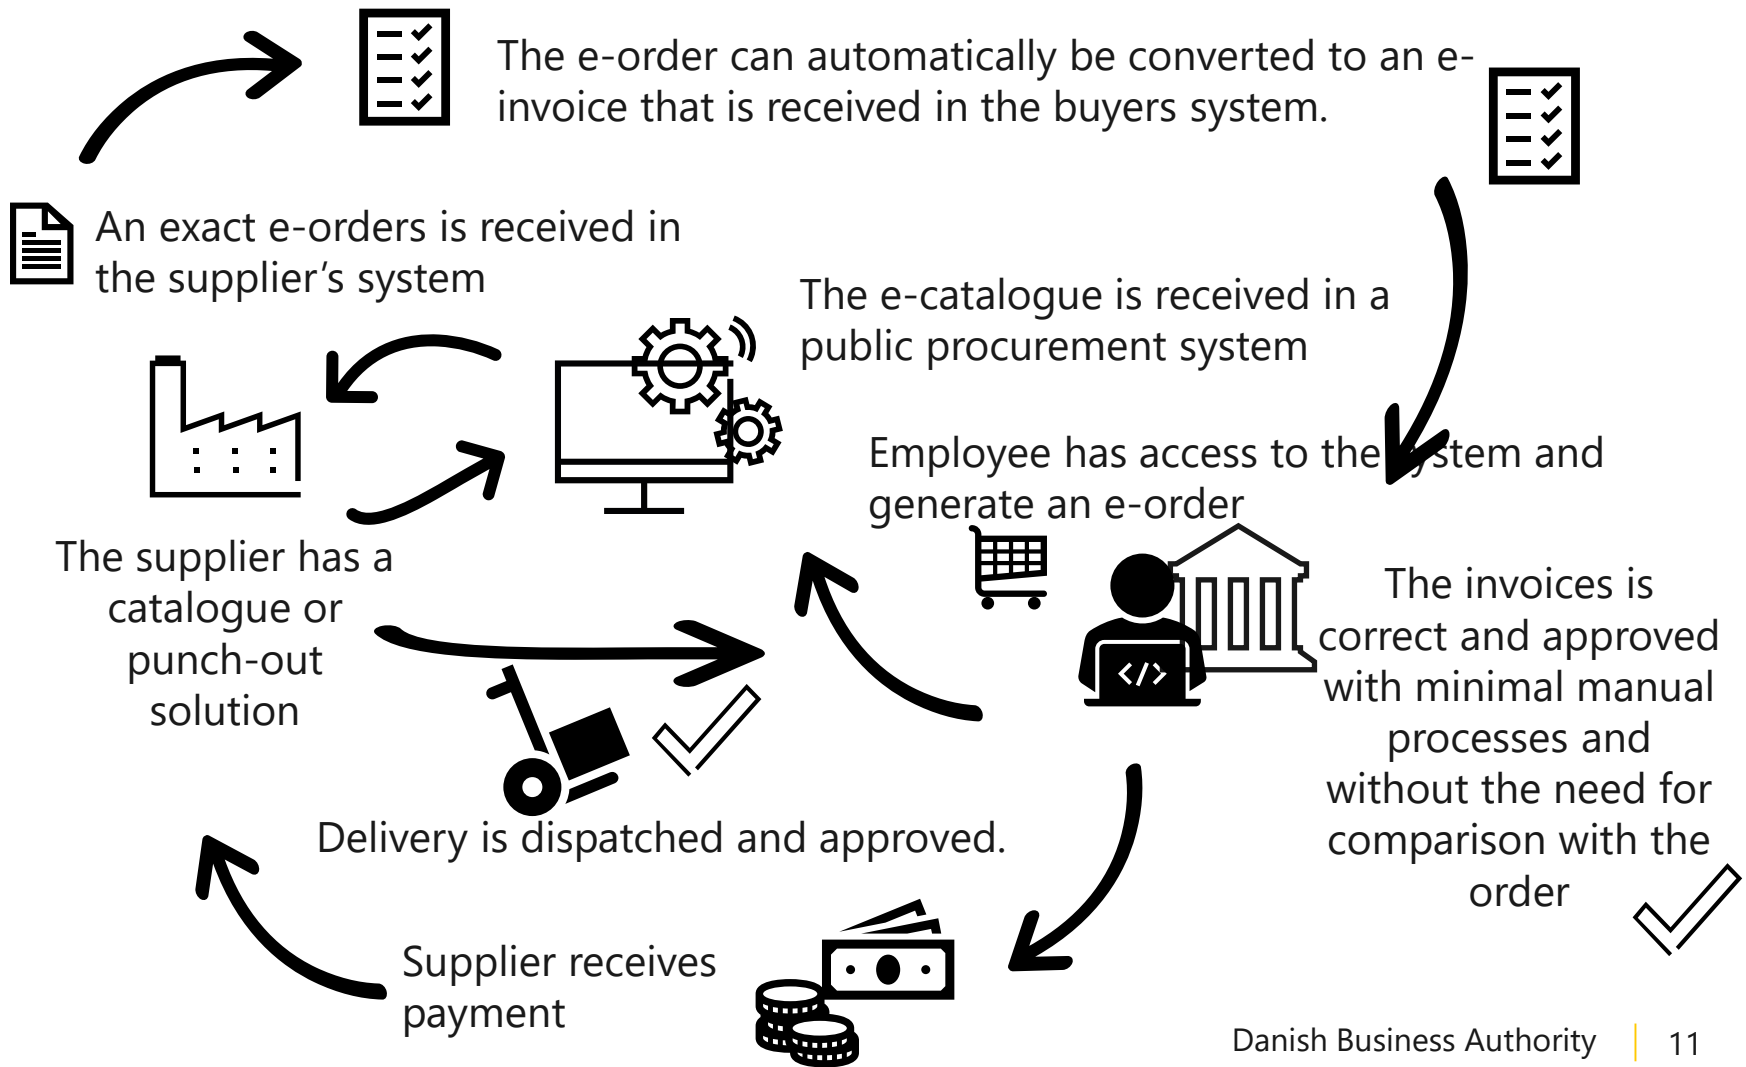 The e-order can automatically be converted to an e-
invoice that is received in the buyers system.
An exact e-orders is received in
the supplier’s system
The e-catalogue is received in a
public procurement system
Employee has access to the system and
generate an e-order
The supplier has a
catalogue or
punch-out
solution
The invoices is
correct and approved
with minimal manual
processes and
without the need for
comparison with the
order
</>
Delivery is dispatched and approved.
Supplier receives
payment
Danish Business Authority
11